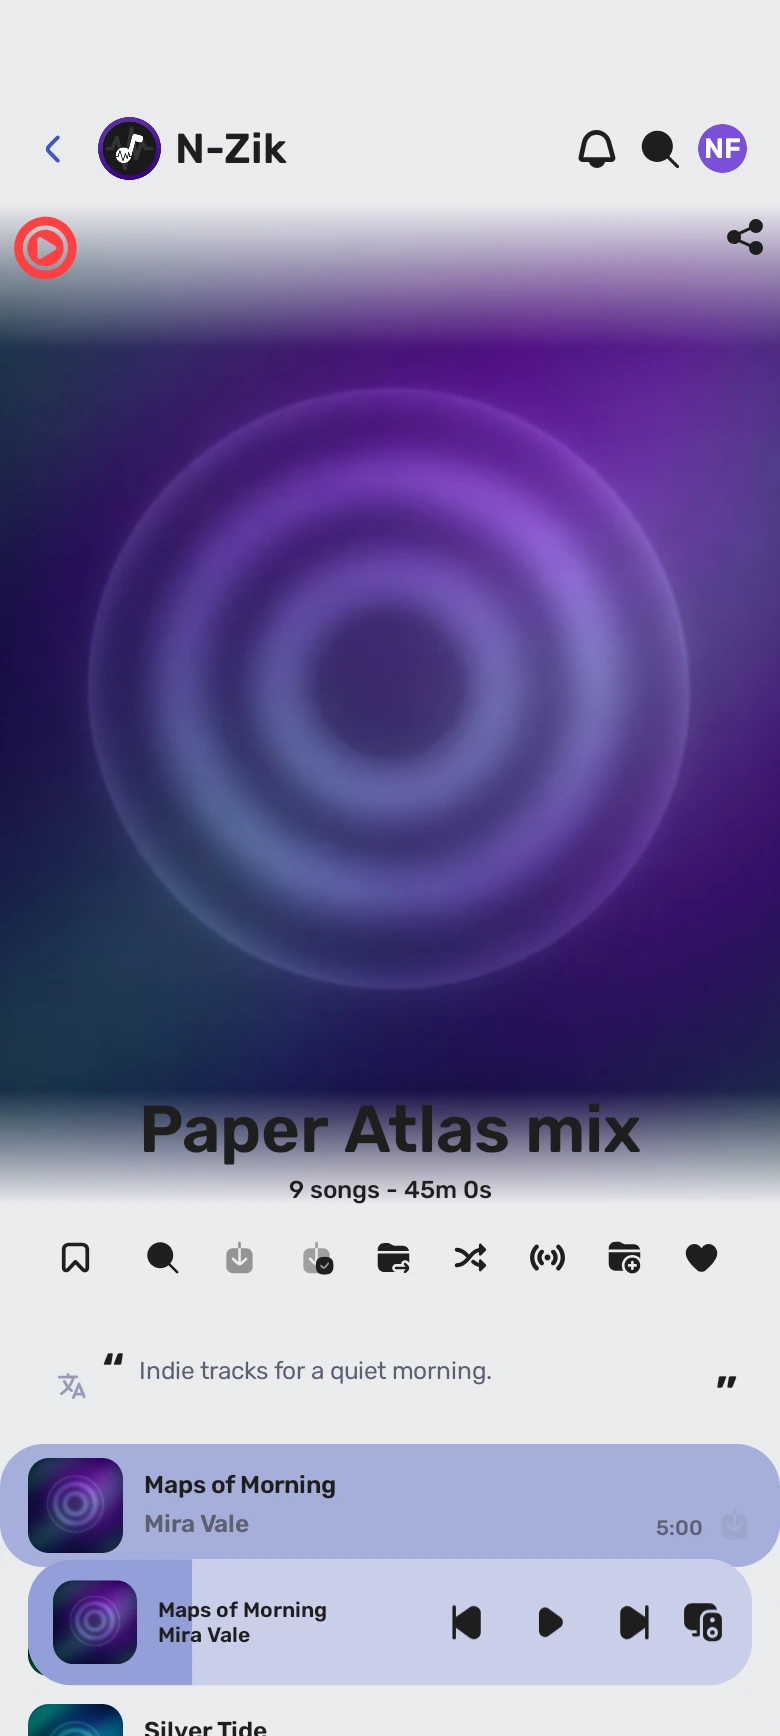 N-Zik
NF
Paper Atlas mix
9 songs - 45m 0s
“ Indie tracks for a quiet morning. ”
Maps of Morning
Mira Vale
5:00
Maps of Morning
Mira Vale
Silver Tide